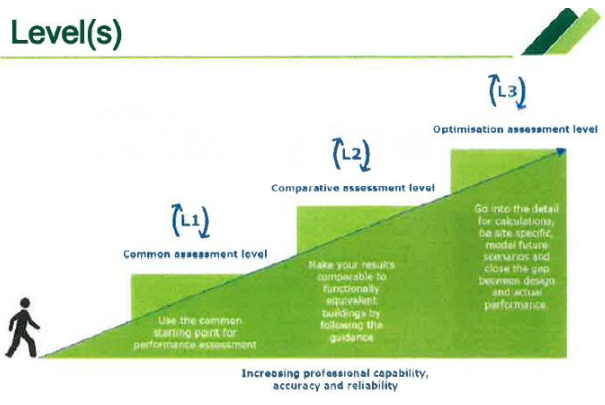 Level(s)
L3
Optimisation assessment level
L2
Comparative assessment level
L1
Common assessment level
Go into the detail
for calculations,
be site specific,
model future
scenarios and
close the gap
between design
and actual
performance.
Make your results
comparable to
functionally
equivalent
buildings by
following the
guidance
Use the common
starting point for
performance assessment
Increasing professional capability,
accuracy and reliability